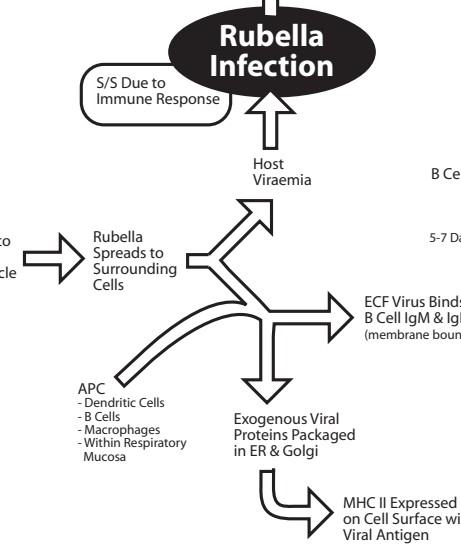 Rubella
Infection
S/S Due to
Immune Response
Host
Viraemia
B Ce
5-7 Da
to
cle
Rubella
Spreads to
Surrounding
Cells
ECF Virus Binds
B Cell IgM & Ig
(membrane boun
APC
- Dendritic Cells
- B Cells
- Macrophages
- Within Respiratory
Mucosa
Exogenous Viral
Proteins Packaged
in ER & Golgi
MHC II Expressed
on Cell Surface wi
Viral Antigen